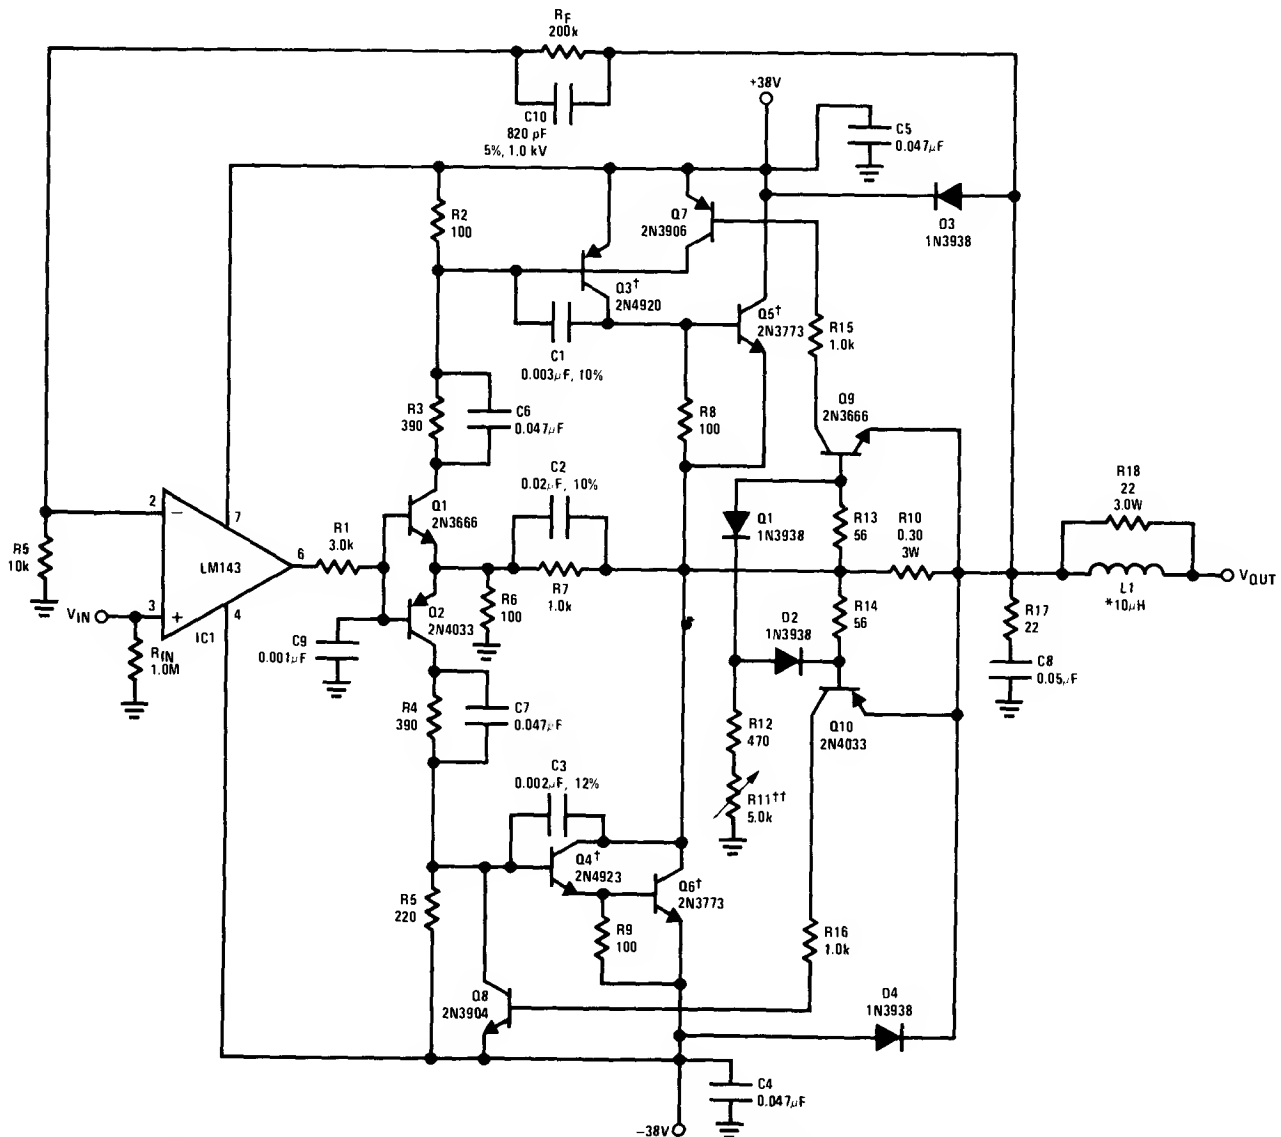 RF
200k
C10
820 pF
5%, 1.0 kV
+38V
C5
0.047µF
R2
100
Q7
2N3906
D3
1N3938
Q3†
2N4920
Q5†
2N3773
R15
1.0k
C1
0.003µF, 10%
Q9
2N3666
R3
390
C6
0.047µF
R8
100
C2
0.02µF, 10%
Q1
2N3666
Q1
1N3938
R13
56
R10
0.30
3W
R18
22
3.0W
2
−
7
R5
10k
LM143
6
R1
3.0k
VOUT
L1
*10µH
VIN
3
+
4
IC1
RIN
1.0M
Q2
2N4033
R6
100
R7
1.0k
R14
56
R17
22
C9
0.001µF
D2
1N3938
C8
0.05µF
R4
390
C7
0.047µF
Q10
2N4033
R12
470
C3
0.002µF, 12%
R11††
5.0k
Q4†
2N4923
Q6†
2N3773
R5
220
R9
100
R16
1.0k
Q8
2N3904
D4
1N3938
C4
0.047µF
−38V